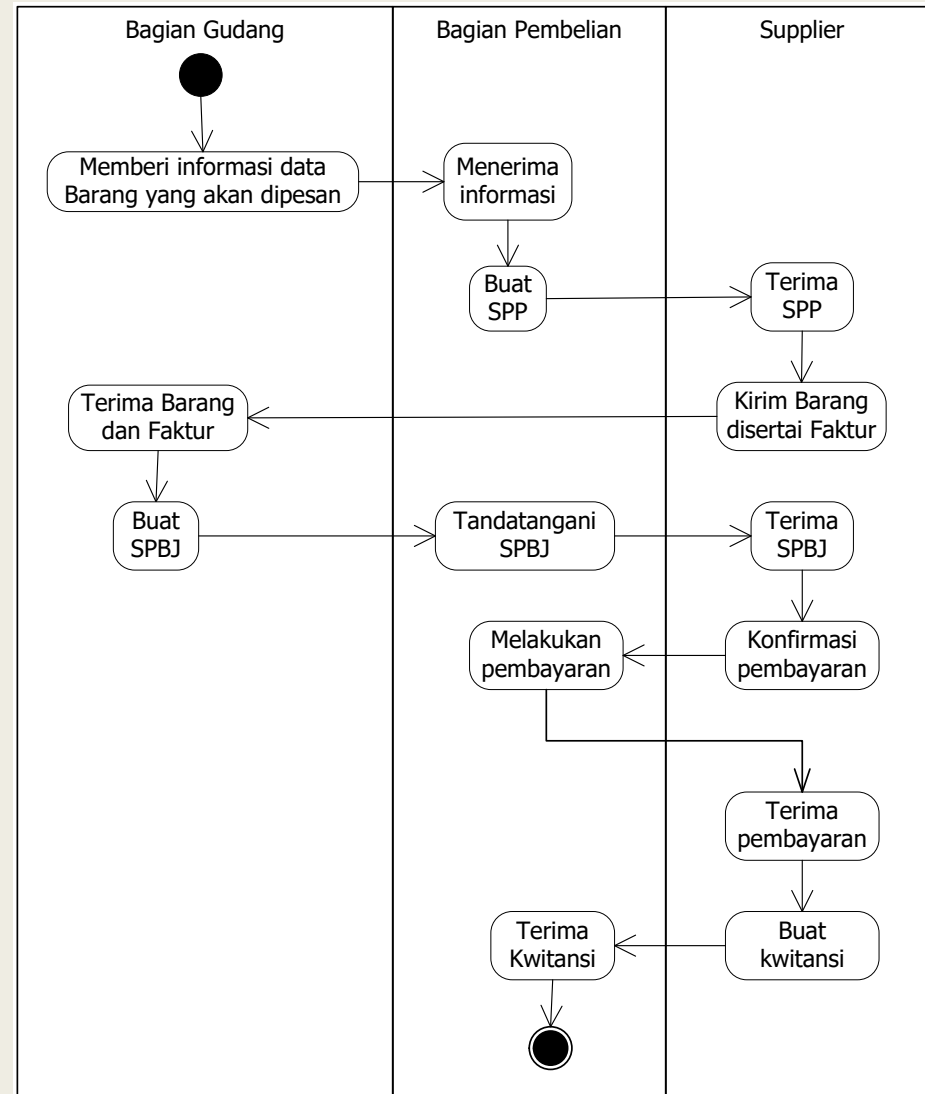 Bagian Gudang
Bagian Pembelian
Supplier
Memberi informasi data
Barang yang akan dipesan
Menerima
informasi
Buat
SPP
Terima
SPP
Kirim Barang
disertai Faktur
Terima Barang
dan Faktur
Buat
SPBJ
Tandatangani
SPBJ
Terima
SPBJ
Konfirmasi
pembayaran
Melakukan
pembayaran
Terima
pembayaran
Buat
kwitansi
Terima
Kwitansi